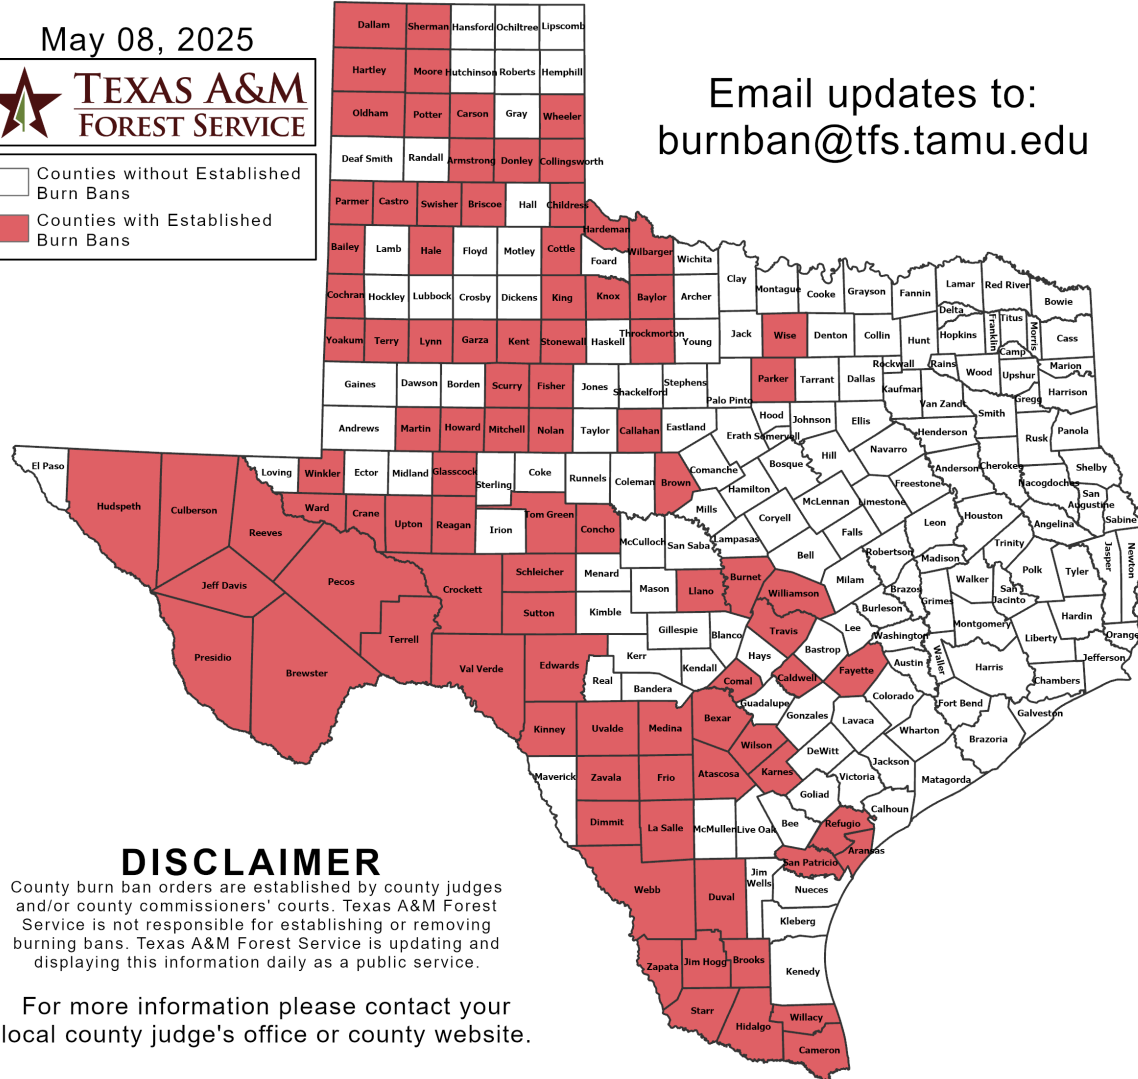 May 08, 2025
TEXAS A&M
FOREST SERVICE
Counties without Established
Burn Bans
Counties with Established
Burn Bans
Email updates to:
burnban@tfs.tamu.edu
Dallam Sherman Hansford Ochiltree Lipscomb
Hartley Moore Hutchinson Roberts Hemphill
Oldham Potter Carson Gray Wheeler
Deaf Smith Randall Armstrong Donley Collingsworth
Parmer Castro Swisher Briscoe Hall Childress
Hardeman
Bailey Lamb Hale Floyd Motley Cottle Foard Wilbarger Wichita
Clay Montague Cooke Grayson Fannin Lamar Red River Bowie
Cochran Hockley Lubbock Crosby Dickens King Knox Baylor Archer
Delta Franklin Titus Morris Cass
Yoakum Terry Lynn Garza Kent Stonewall Haskell Throckmorton Young Jack Wise Denton Collin Hunt Hopkins
Camp
Rockwall Rains Wood Upshur Marion
Gaines Dawson Borden Scurry Fisher Jones Shackelford Stephens Palo Pinto Parker Tarrant Dallas Kaufman Van Zandt Gregg Harrison
Smith
Andrews Martin Howard Mitchell Nolan Taylor Callahan Eastland Erath Hood Somervell Johnson Ellis Henderson Rusk Panola
El Paso Loving Winkler Ector Midland Glasscock Sterling Coke Runnels Coleman Brown Comanche Bosque Hill Navarro Anderson Cherokee Shelby
Nacogdoches
Hudspeth Culberson Reeves Ward Crane Upton Reagan Irion Tom Green Concho Mills Hamilton McLennan Limestone Freestone San Augustine Sabine
McCulloch San Saba Lampasas Coryell Falls Leon Houston Angelina
Trinity
Jeff Davis Pecos Crockett Schleicher Menard Bell Robertson Madison Polk Tyler Jasper Newton
Sutton Mason Llano Burnet Williamson Milam Brazos Grimes Walker San Jacinto
Kimble Burleson Montgomery Liberty Hardin
Terrell Gillespie Blanco Travis Lee Washington Orange
Presidio Brewster Val Verde Edwards Real Kerr Kendall Hays Bastrop Austin Waller Harris Jefferson
Bandera Comal Caldwell Fayette Chambers
Guadalupe Colorado Fort Bend
Kinney Uvalde Medina Bexar Gonzales Lavaca Wharton Galveston
Brazoria
Wilson DeWitt Jackson
Maverick Zavala Frio Atascosa Karnes Victoria Matagorda
Goliad Calhoun
Dimmit La Salle McMullen Live Oak Bee Refugio
Aransas
San Patricio
Webb Duval Jim Wells Nueces
Kleberg
Zapata Jim Hogg Brooks Kenedy
Starr Hidalgo Willacy
Cameron
DISCLAIMER
County burn ban orders are established by county judges
and/or county commissioners' courts. Texas A&M Forest
Service is not responsible for establishing or removing
burning bans. Texas A&M Forest Service is updating and
displaying this information daily as a public service.
For more information please contact your
local county judge's office or county website.